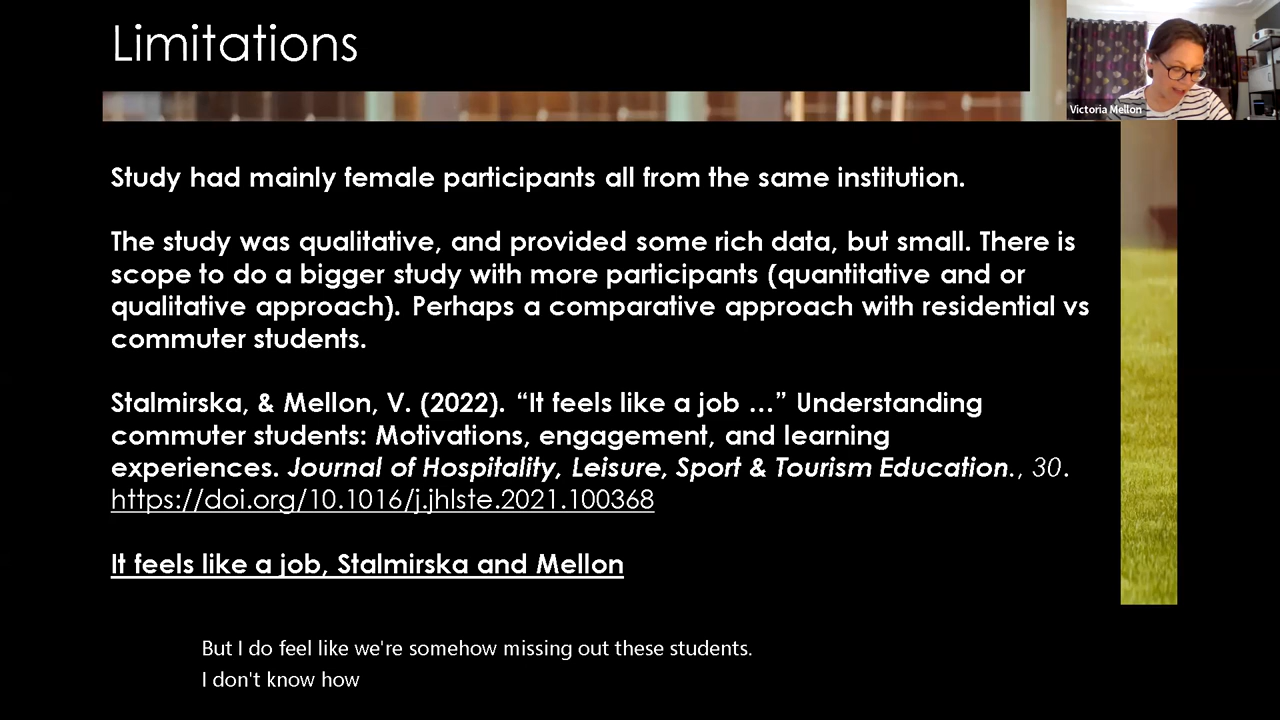 Limitations
Victoria Mellon
Study had mainly female participants all from the same institution.
The study was qualitative, and provided some rich data, but small. There is
scope to do a bigger study with more participants (quantitative and or
qualitative approach). Perhaps a comparative approach with residential vs
commuter students.
Stalmirska, & Mellon, V. (2022). “It feels like a job …” Understanding
commuter students: Motivations, engagement, and learning
experiences. Journal of Hospitality, Leisure, Sport & Tourism Education., 30.
https://doi.org/10.1016/j.jhlste.2021.100368
It feels like a job, Stalmirska and Mellon
But I do feel like we're somehow missing out these students.
I don't know how